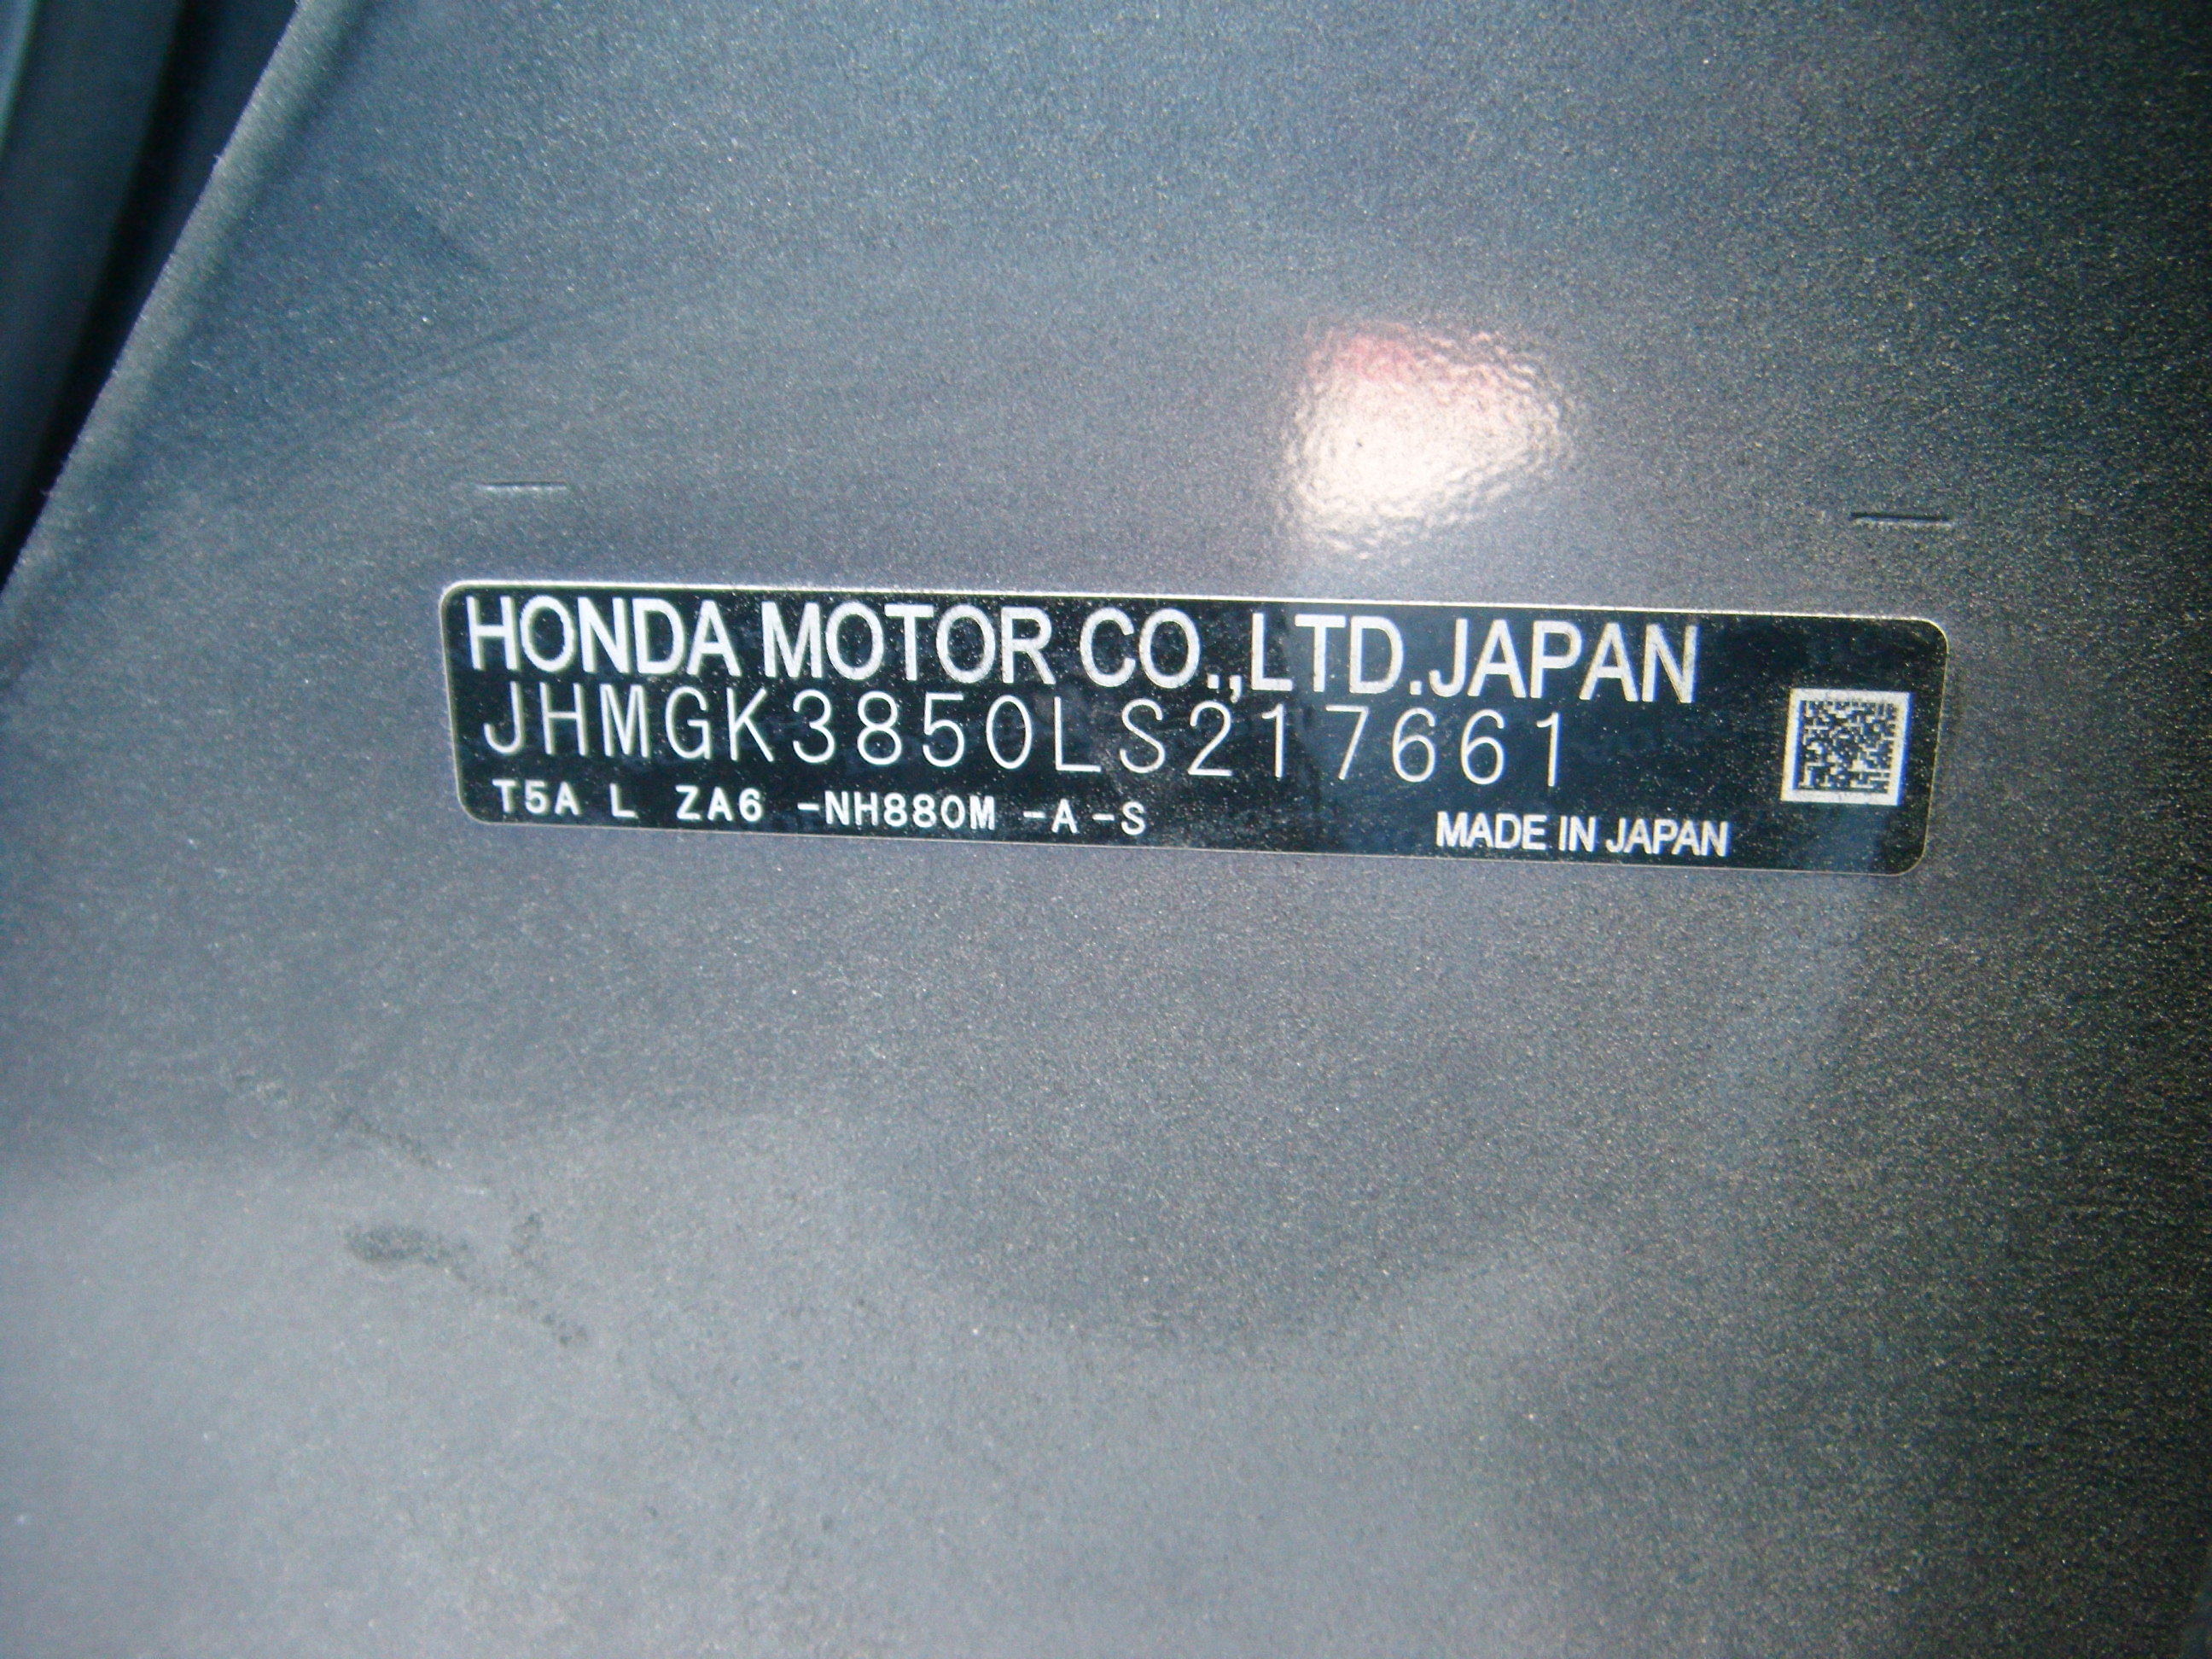 HONDA MOTOR CO.,LTD.JAPAN
JHMGK3850LS217661
T5A L ZA6 -NH880M -A -S
MADE IN JAPAN